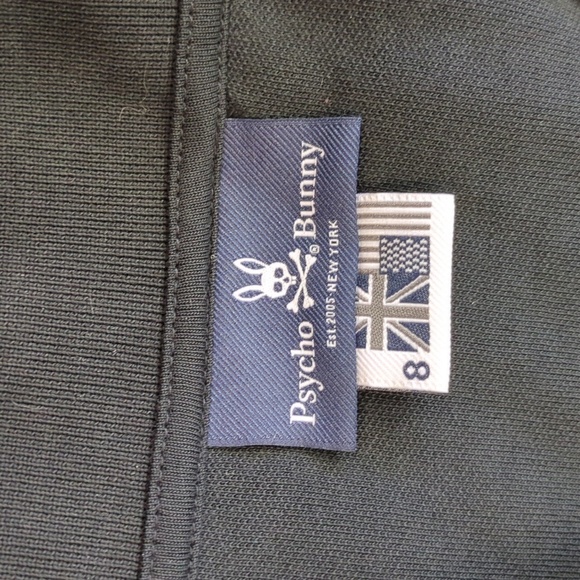 Psycho Bunny
®
Est. 2005 NEW YORK
8